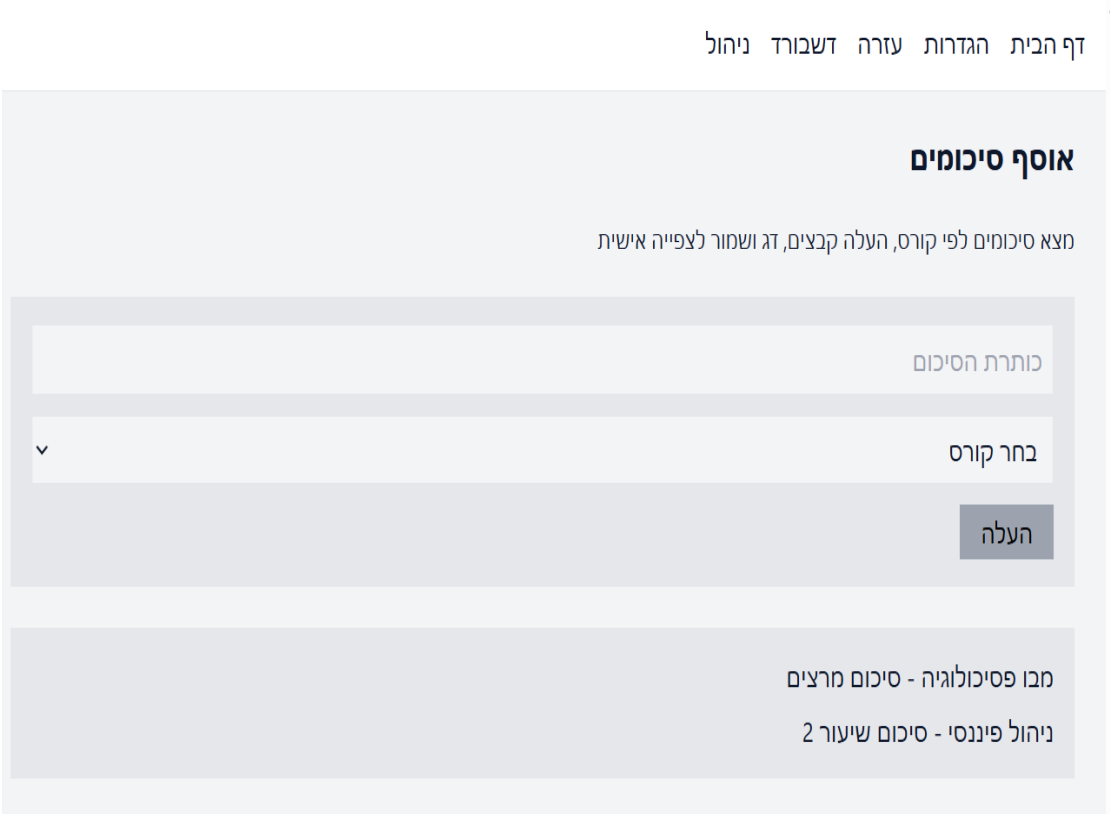 דף הבית הגדרות עזרה דשבורד ניהול
אוסף סיכומים
מצא סיכומים לפי קורס, העלה קבצים, דג ושמור לצפייה אישית
כותרת הסיכום
בחר קורס
העלה
מבו פסיכולוגיה - סיכום מרצים
ניהול פיננסי - סיכום שיעור 2